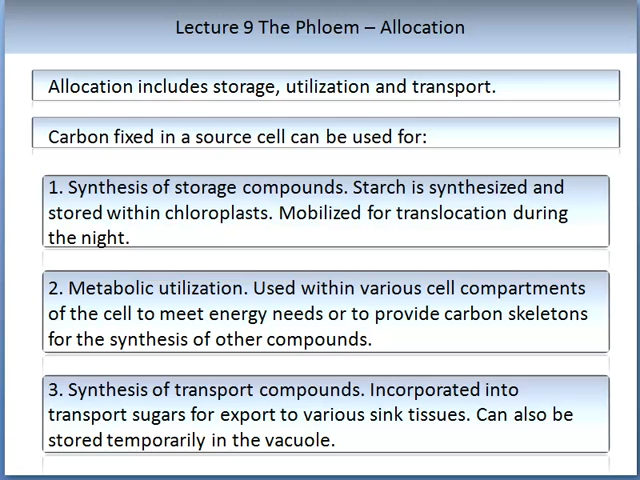 Lecture 9 The Phloem – Allocation
Allocation includes storage, utilization and transport.
Carbon fixed in a source cell can be used for:
1. Synthesis of storage compounds. Starch is synthesized and
stored within chloroplasts. Mobilized for translocation during
the night.
2. Metabolic utilization. Used within various cell compartments
of the cell to meet energy needs or to provide carbon skeletons
for the synthesis of other compounds.
3. Synthesis of transport compounds. Incorporated into
transport sugars for export to various sink tissues. Can also be
stored temporarily in the vacuole.